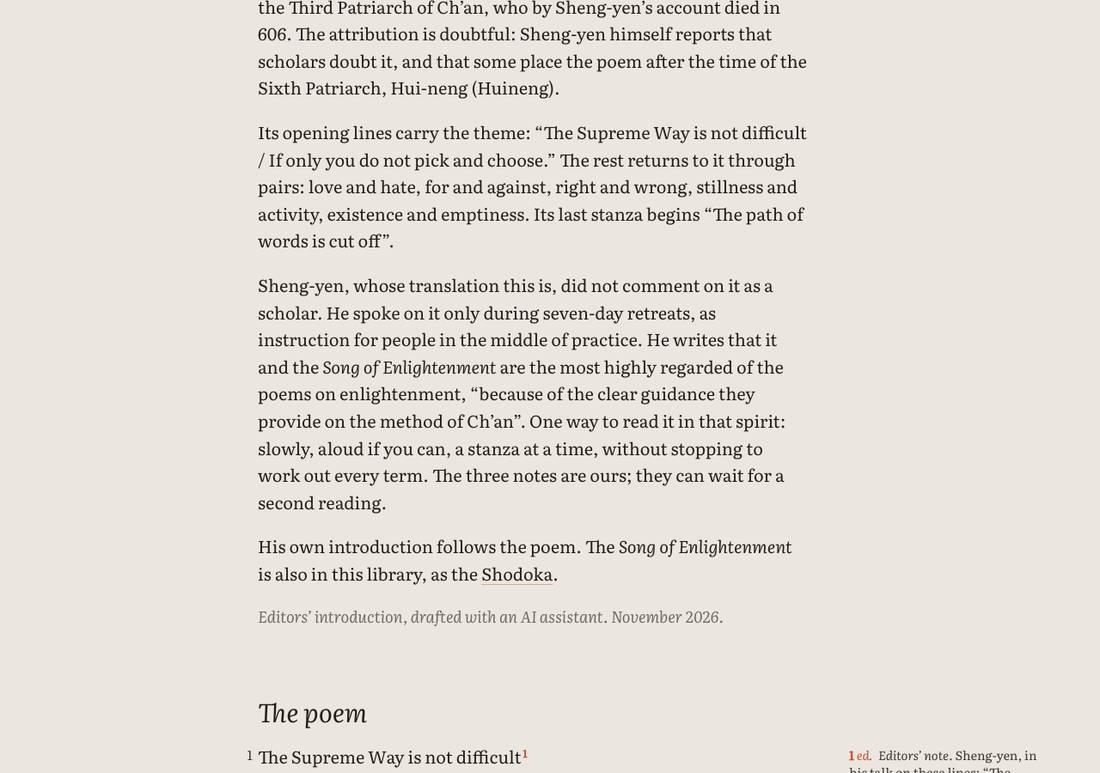 the Third Patriarch of Ch’an, who by Sheng-yen’s account died in
606. The attribution is doubtful: Sheng-yen himself reports that
scholars doubt it, and that some place the poem after the time of the
Sixth Patriarch, Hui-neng (Huineng).
Its opening lines carry the theme: “The Supreme Way is not difficult
/ If only you do not pick and choose.” The rest returns to it through
pairs: love and hate, for and against, right and wrong, stillness and
activity, existence and emptiness. Its last stanza begins “The path of
words is cut off”.
Sheng-yen, whose translation this is, did not comment on it as a
scholar. He spoke on it only during seven-day retreats, as
instruction for people in the middle of practice. He writes that it
and the Song of Enlightenment are the most highly regarded of the
poems on enlightenment, “because of the clear guidance they
provide on the method of Ch’an”. One way to read it in that spirit:
slowly, aloud if you can, a stanza at a time, without stopping to
work out every term. The three notes are ours; they can wait for a
second reading.
His own introduction follows the poem. The Song of Enlightenment
is also in this library, as the Shodoka.
Editors’ introduction, drafted with an AI assistant. November 2026.
The poem
1 The Supreme Way is not difficult1
1 ed. Editors’ note. Sheng-yen, in
his talk on these lines: “The